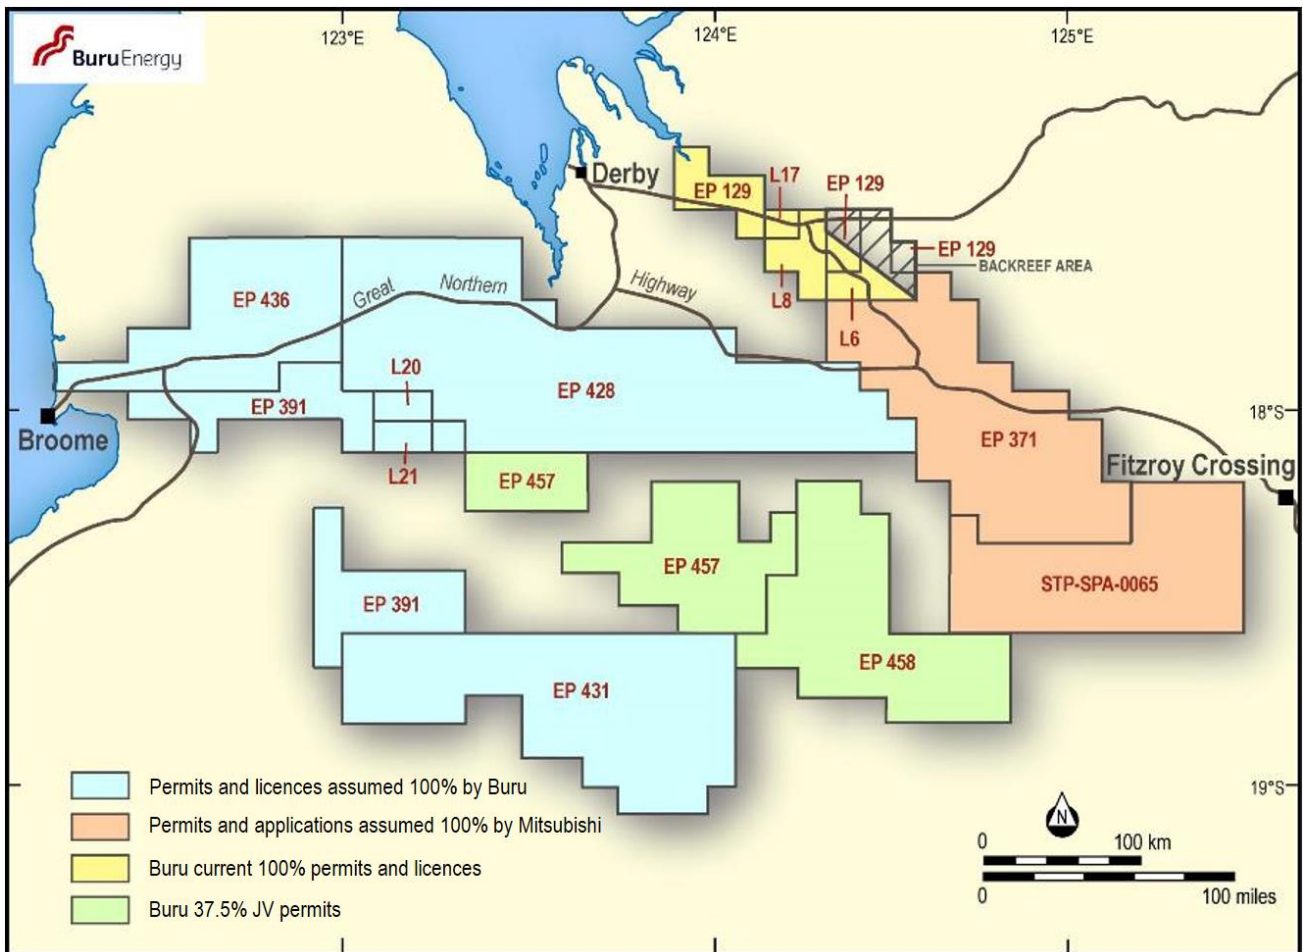 BuruEnergy
123°E
124°E
125°E
Derby
L17
EP 129
EP 129
EP 129
BACKREEF AREA
EP 436
Great
Northern
Highway
L8
L6
L20
EP 428
EP 391
18°S
Broome
EP 371
L21
EP 457
Fitzroy Crossing
EP 457
STP-SPA-0065
EP 391
EP 458
EP 431
Permits and licences assumed 100% by Buru
19°S
Permits and applications assumed 100% by Mitsubishi
N
0 100 km
Buru current 100% permits and licences
0 100 miles
Buru 37.5% JV permits